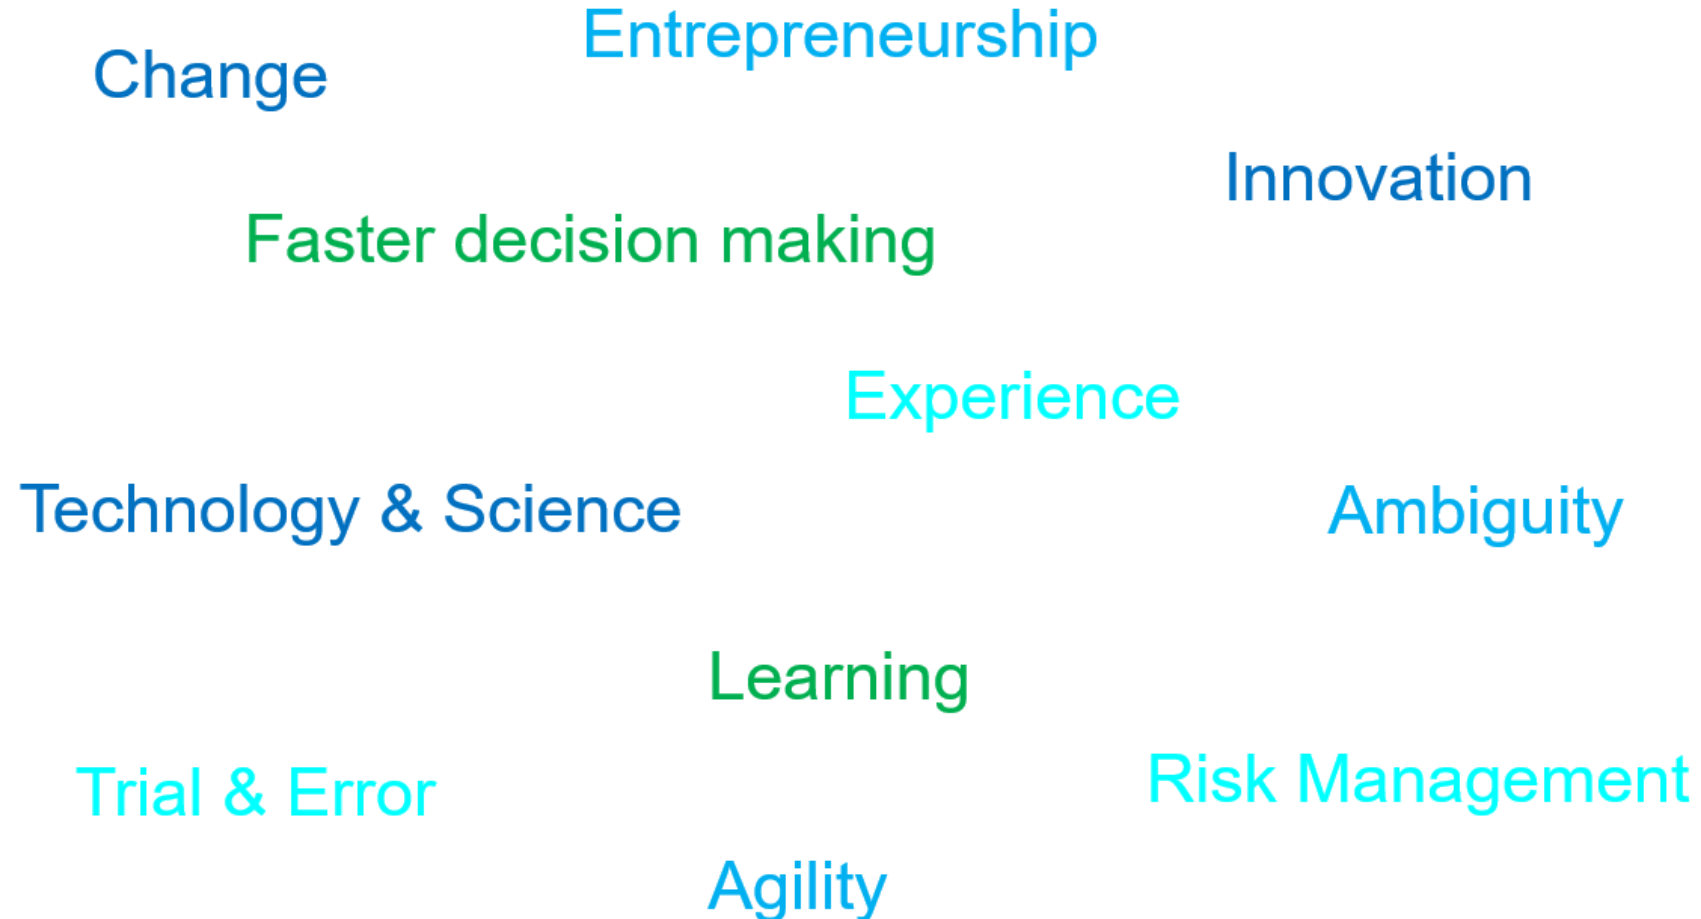 Entrepreneurship
Change
Innovation
Faster decision making
Experience
Technology & Science
Ambiguity
Learning
Risk Management
Trial & Error
Agility